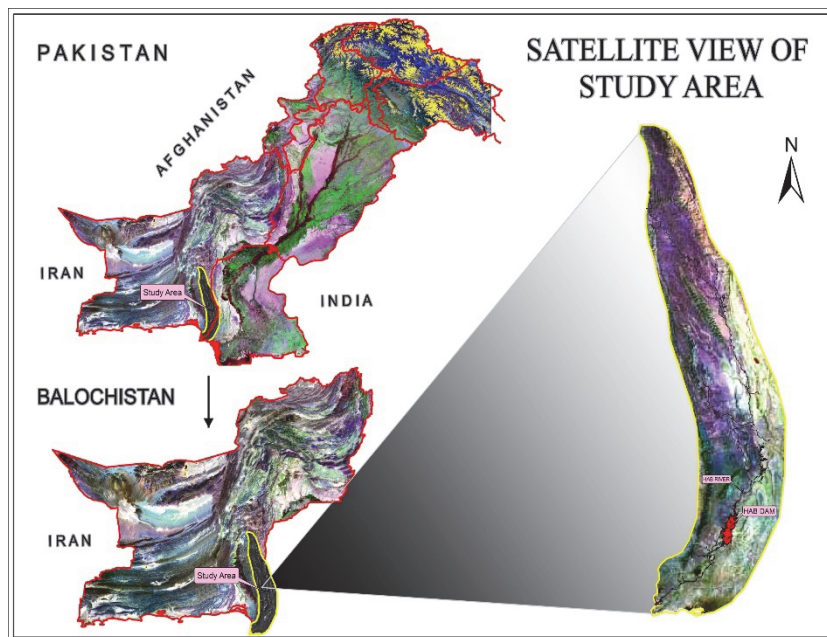 PAKISTAN
AFGHANISTAN
IRAN
Study Area
INDIA
BALOCHISTAN
IRAN
Study Area
SATELLITE VIEW OF
STUDY AREA
N
HAB RIVER
HAB DAM